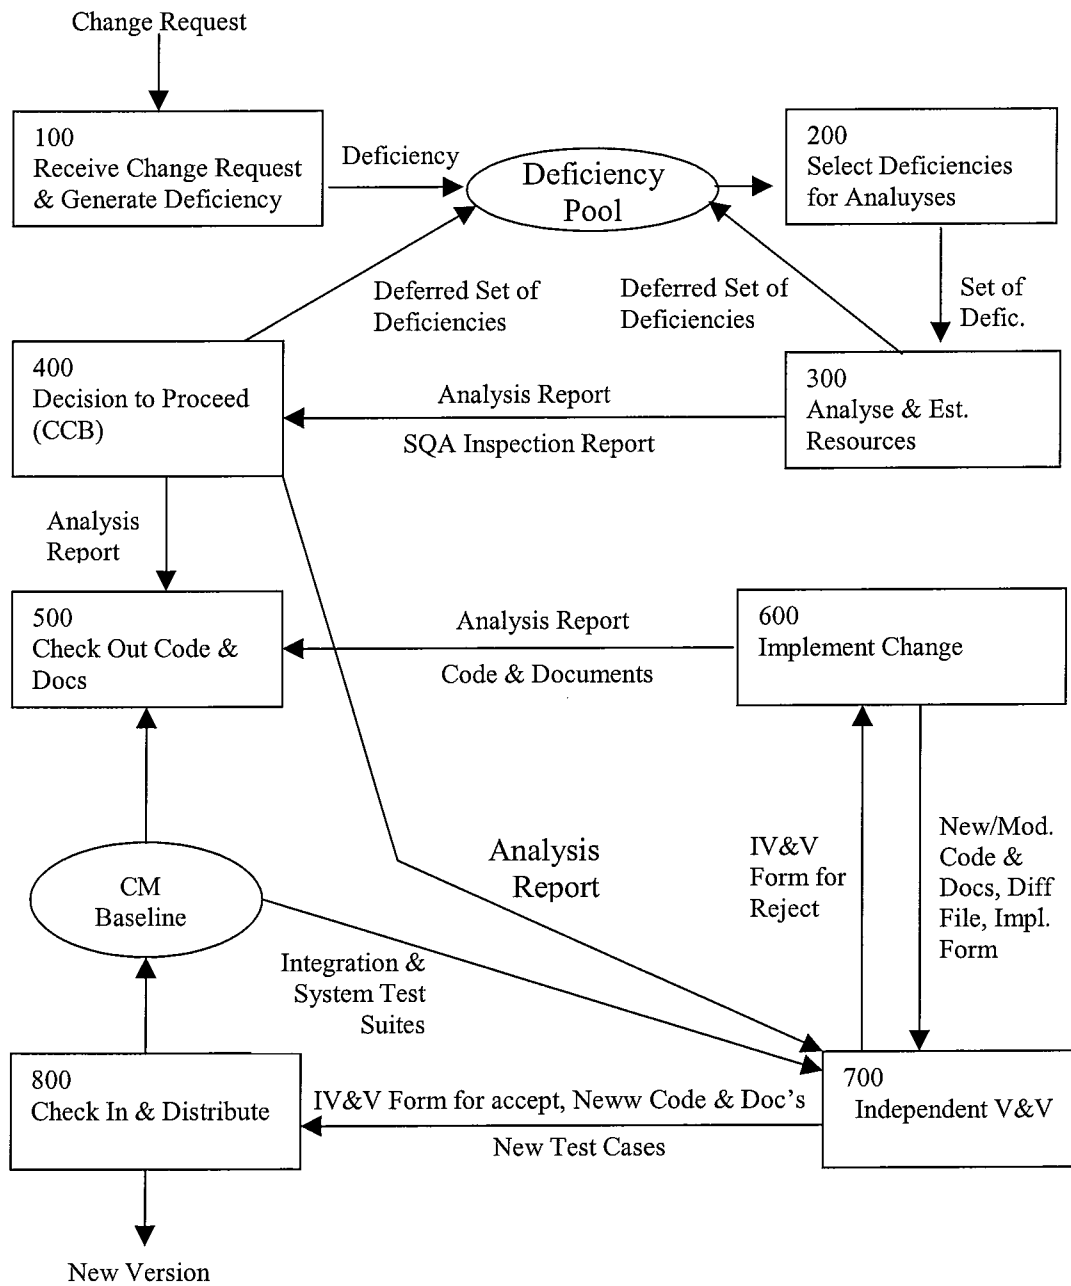 Change Request
100
Receive Change Request
& Generate Deficiency
Deficiency
Deficiency
Pool
200
Select Deficiencies
for Analuyses
Deferred Set of
Deficiencies
Deferred Set of
Deficiencies
Set of
Defic.
400
Decision to Proceed
(CCB)
Analysis Report
SQA Inspection Report
300
Analyse & Est.
Resources
Analysis
Report
500
Check Out Code &
Docs
Analysis Report
Code & Documents
600
Implement Change
CM
Baseline
Analysis
Report
IV&V
Form for
Reject
New/Mod.
Code &
Docs, Diff
File, Impl.
Form
Integration &
System Test
Suites
800
Check In & Distribute
IV&V Form for accept, Neww Code & Doc's
New Test Cases
700
Independent V&V
New Version